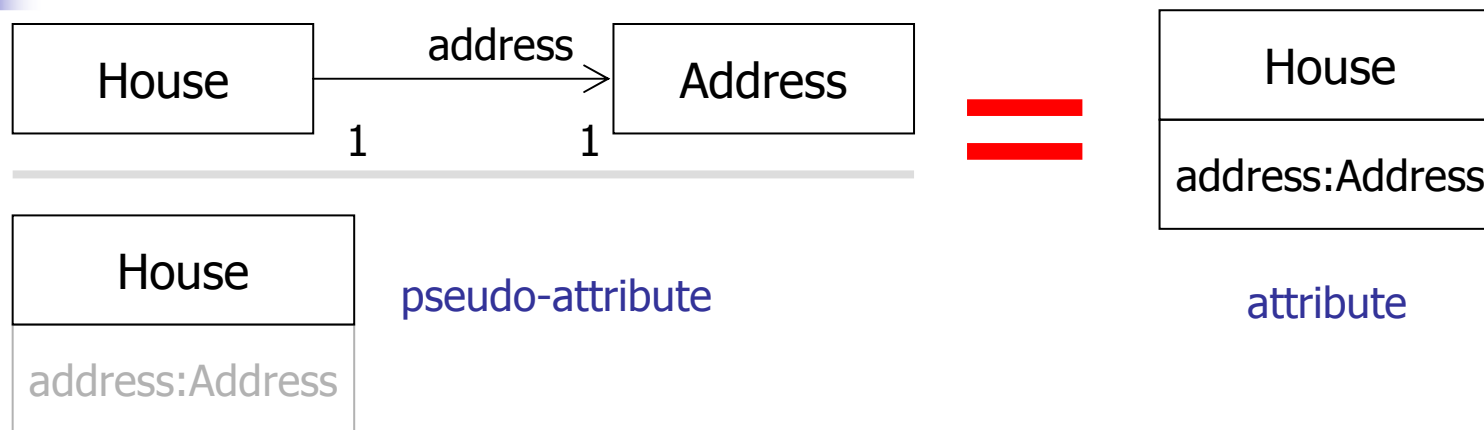 House
address
Address
1
1
House
address:Address
House
address:Address
pseudo-attribute
attribute